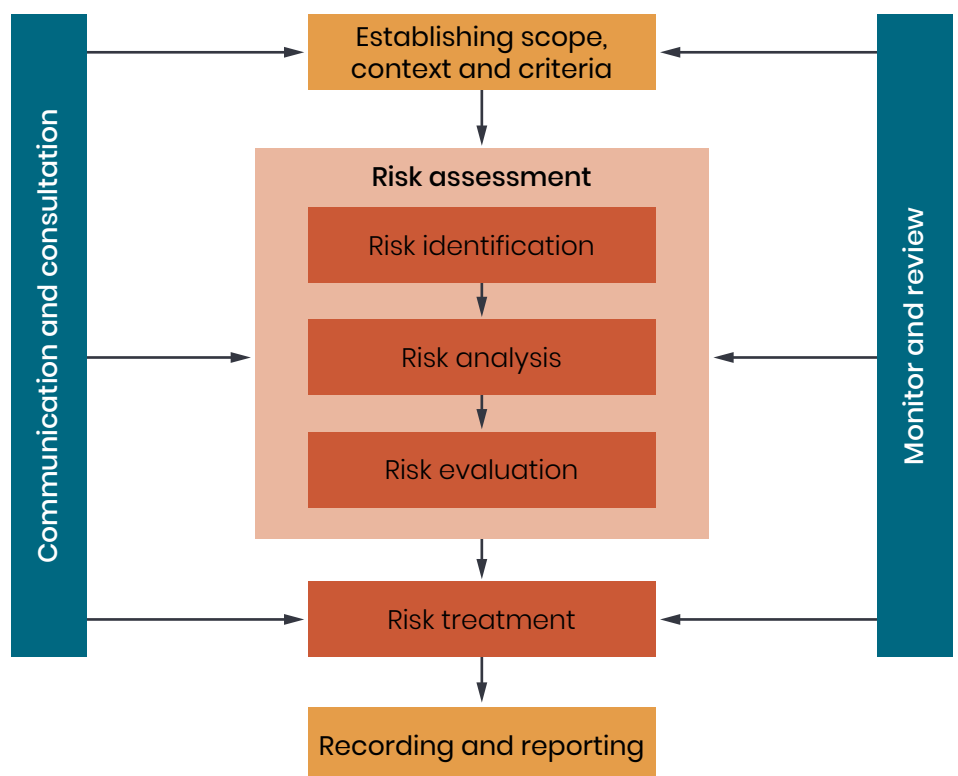 Establishing scope,
context and criteria
Communication and consultation
Risk assessment
Risk identification
Risk analysis
Risk evaluation
Monitor and review
Risk treatment
Recording and reporting